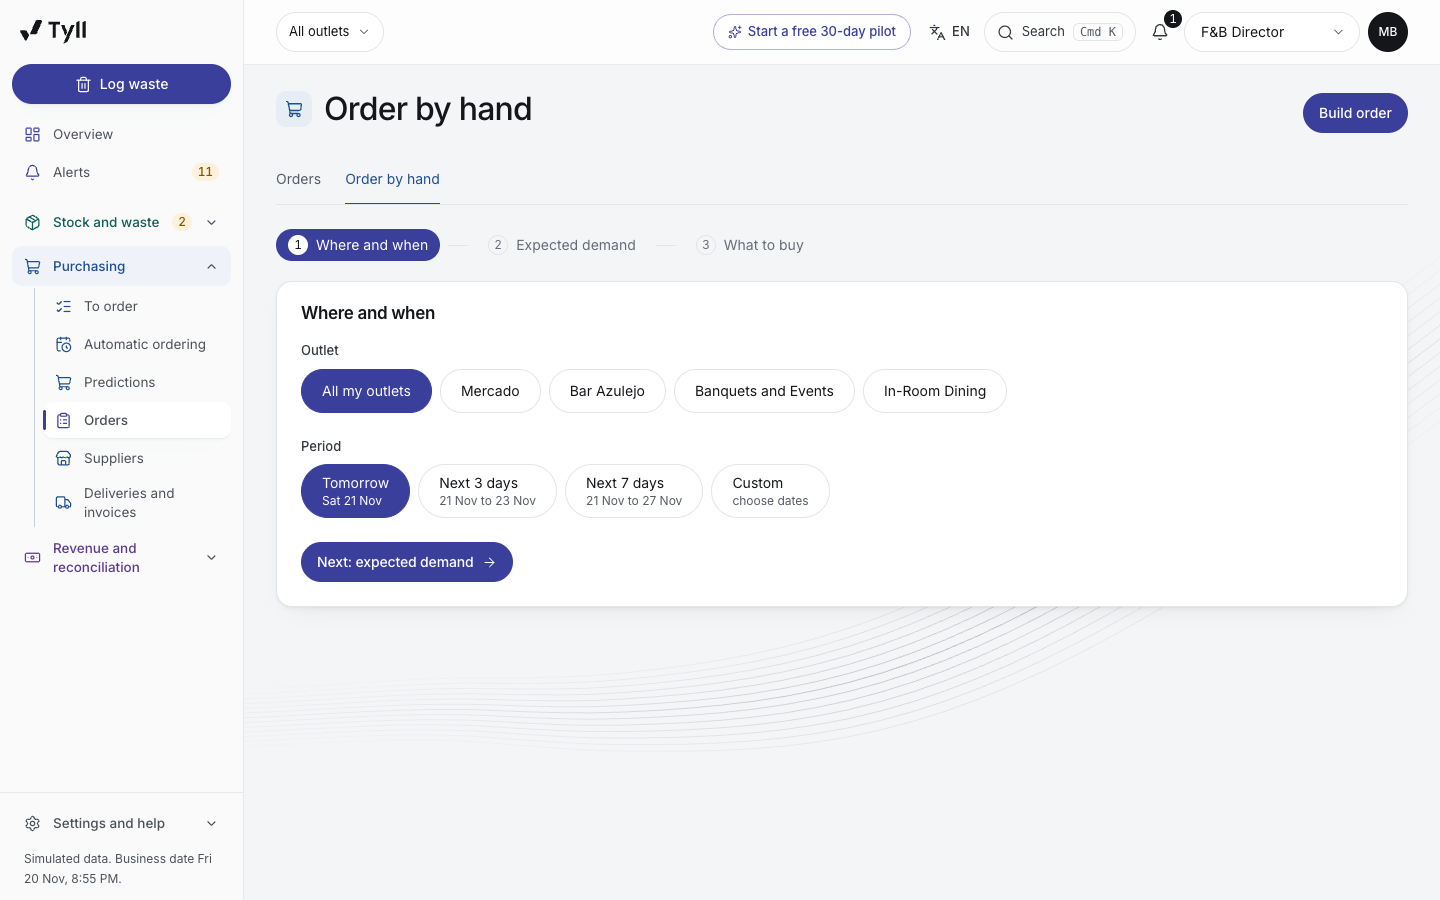 Tyll
Log waste
Overview
Alerts
11
Stock and waste
2
Purchasing
To order
Automatic ordering
Predictions
Orders
Suppliers
Deliveries and
invoices
Revenue and
reconciliation
Settings and help
Simulated data. Business date Fri
20 Nov, 8:55 PM.
All outlets
Start a free 30-day pilot
EN
Search
Cmd K
1
F&B Director
MB
Order by hand
Build order
Orders
Order by hand
1 Where and when
2 Expected demand
3 What to buy
Where and when
Outlet
All my outlets
Mercado
Bar Azulejo
Banquets and Events
In-Room Dining
Period
Tomorrow
Sat 21 Nov
Next 3 days
21 Nov to 23 Nov
Next 7 days
21 Nov to 27 Nov
Custom
choose dates
Next: expected demand